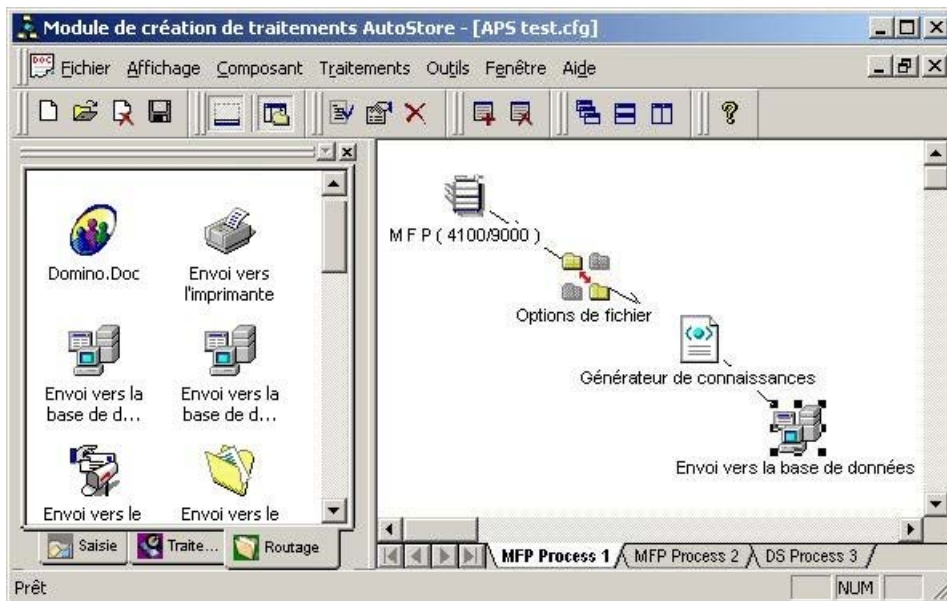 Module de création de traitements AutoStore - [APS test.cfg]
Fichier Affichage Composant Traitements Outils Fenêtre Aide
Domino.Doc
Envoi vers
l'imprimante
Envoi vers la
base de d...
Envoi vers la
base de d...
Envoi vers le
Envoi vers le
Saisie Traite... Routage
M F P ( 4100/9000 )
Options de fichier
Générateur de connaissances
Envoi vers la base de données
MFP Process 1 MFP Process 2 DS Process 3
Prêt
NUM